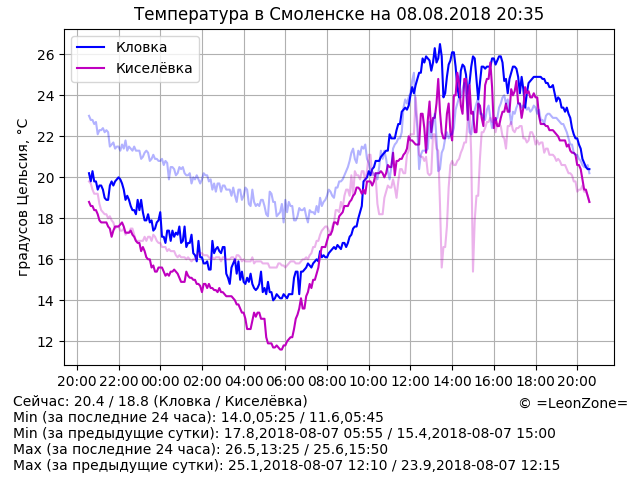 Температура в Смоленске на 08.08.2018 20:35
Кловка
Киселёвка
градусов Цельсия, °C
26
24
22
20
18
16
14
12
20:00 22:00 00:00 02:00 04:00 06:00 08:00 10:00 12:00 14:00 16:00 18:00 20:00
Сейчас: 20.4 / 18.8 (Кловка / Киселёвка)
© =LeonZone=
Min (за последние 24 часа): 14.0,05:25 / 11.6,05:45
Min (за предыдущие сутки): 17.8,2018-08-07 05:55 / 15.4,2018-08-07 15:00
Max (за последние 24 часа): 26.5,13:25 / 25.6,15:50
Max (за предыдущие сутки): 25.1,2018-08-07 12:10 / 23.9,2018-08-07 12:15